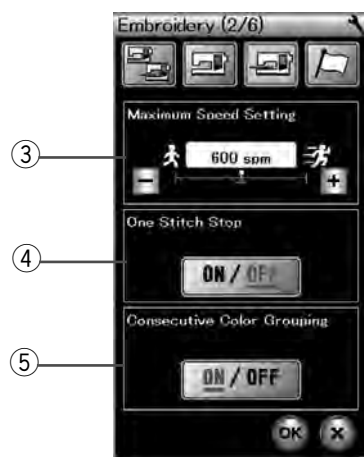 Embroidery (2/6)
③
Maximum Speed Setting
600 spm
− +
④
One Stitch Stop
ON / OFF
⑤
Consecutive Color Grouping
ON / OFF
OK X